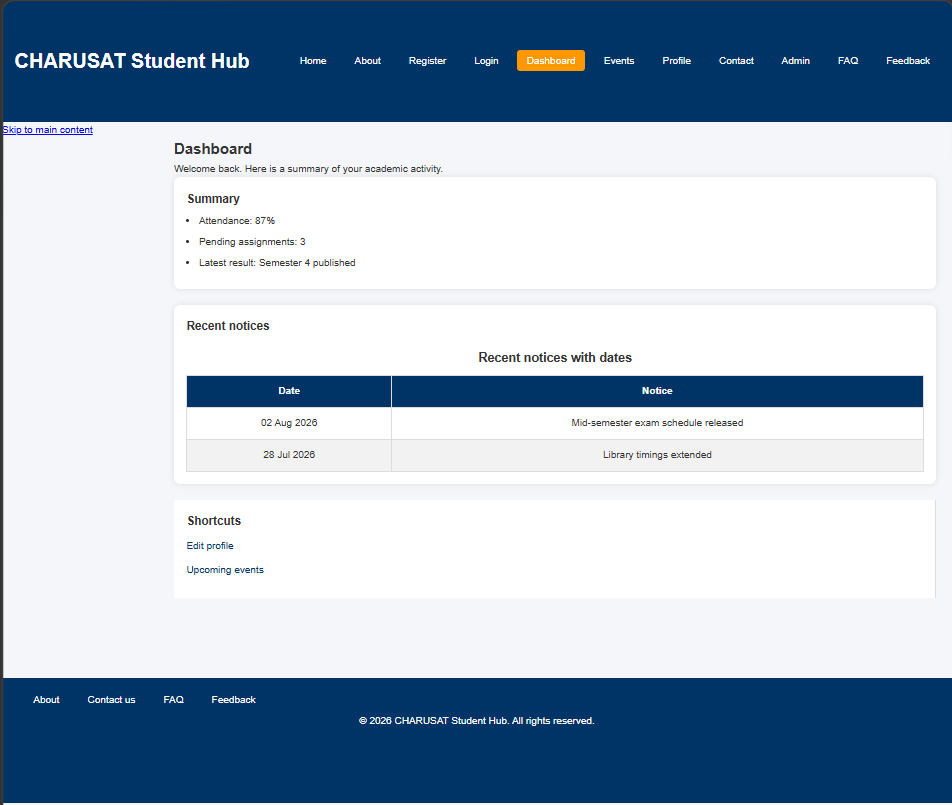 CHARUSAT Student Hub
Home About Register Login Dashboard Events Profile Contact Admin FAQ Feedback
Skip to main content
Dashboard
Welcome back. Here is a summary of your academic activity.
Summary
• Attendance: 87%
• Pending assignments: 3
• Latest result: Semester 4 published
Recent notices
Recent notices with dates
Date Notice
02 Aug 2026 Mid-semester exam schedule released
28 Jul 2026 Library timings extended
Shortcuts
Edit profile
Upcoming events
About Contact us FAQ Feedback
© 2026 CHARUSAT Student Hub. All rights reserved.